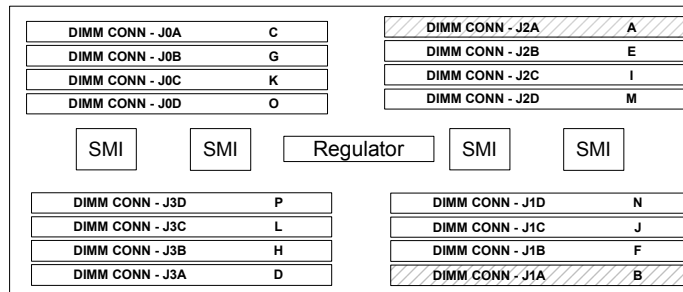 DIMM CONN - J0A C
DIMM CONN - J0B G
DIMM CONN - J0C K
DIMM CONN - J0D O
DIMM CONN - J2A A
DIMM CONN - J2B E
DIMM CONN - J2C I
DIMM CONN - J2D M
SMI SMI Regulator SMI SMI
DIMM CONN - J3D P
DIMM CONN - J3C L
DIMM CONN - J3B H
DIMM CONN - J3A D
DIMM CONN - J1D N
DIMM CONN - J1C J
DIMM CONN - J1B F
DIMM CONN - J1A B